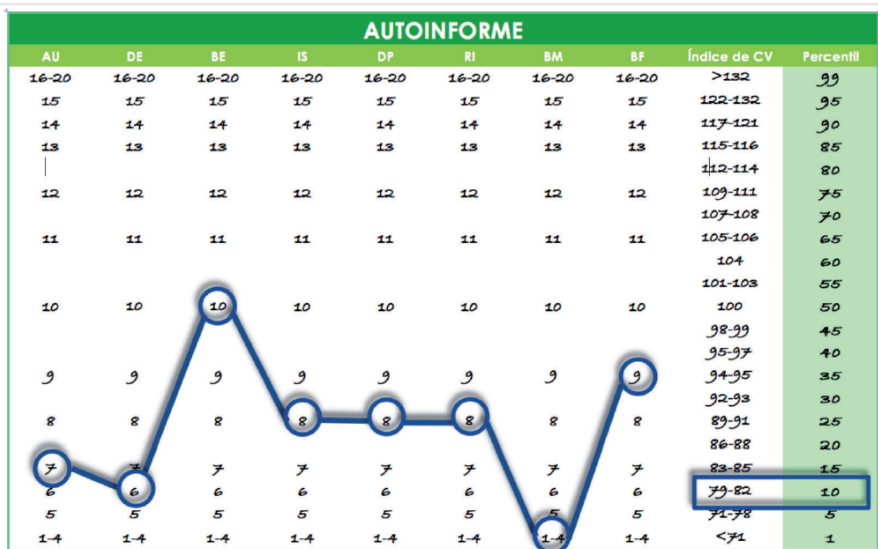 AUTOINFORME
AU DE BE IS DP RI BM BF Índice de CV Percentil
16-20 16-20 16-20 16-20 16-20 16-20 16-20 16-20 >132 99
15 15 15 15 15 15 15 15 122-132 95
14 14 14 14 14 14 14 14 117-121 90
13 13 13 13 13 13 13 13 115-116 85
112-114 80
12 12 12 12 12 12 12 12 109-111 75
107-108 70
11 11 11 11 11 11 11 11 105-106 65
104 60
101-103 55
10 10 10 10 10 10 10 10 100 50
98-99 45
95-97 40
9 9 9 9 9 9 9 9 94-95 35
92-93 30
8 8 8 8 8 8 8 8 89-91 25
86-88 20
7 7 7 7 7 7 7 7 83-85 15
6 6 6 6 6 6 6 6 79-82 10
5 5 5 5 5 5 5 5 71-78 5
1-4 1-4 1-4 1-4 1-4 1-4 1-4 1-4 <71 1